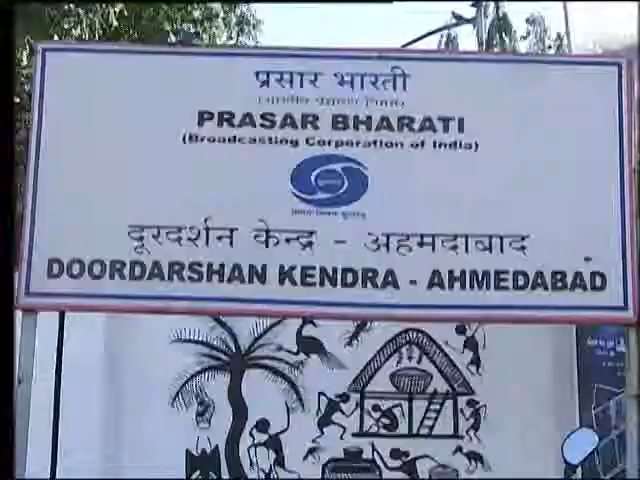 प्रसार भारती
PRASAR BHARATI
(Broadcasting Corporation of India)
दूरदर्शन केन्द्र - अहमदाबाद
DOORDARSHAN KENDRA - AHMEDABAD